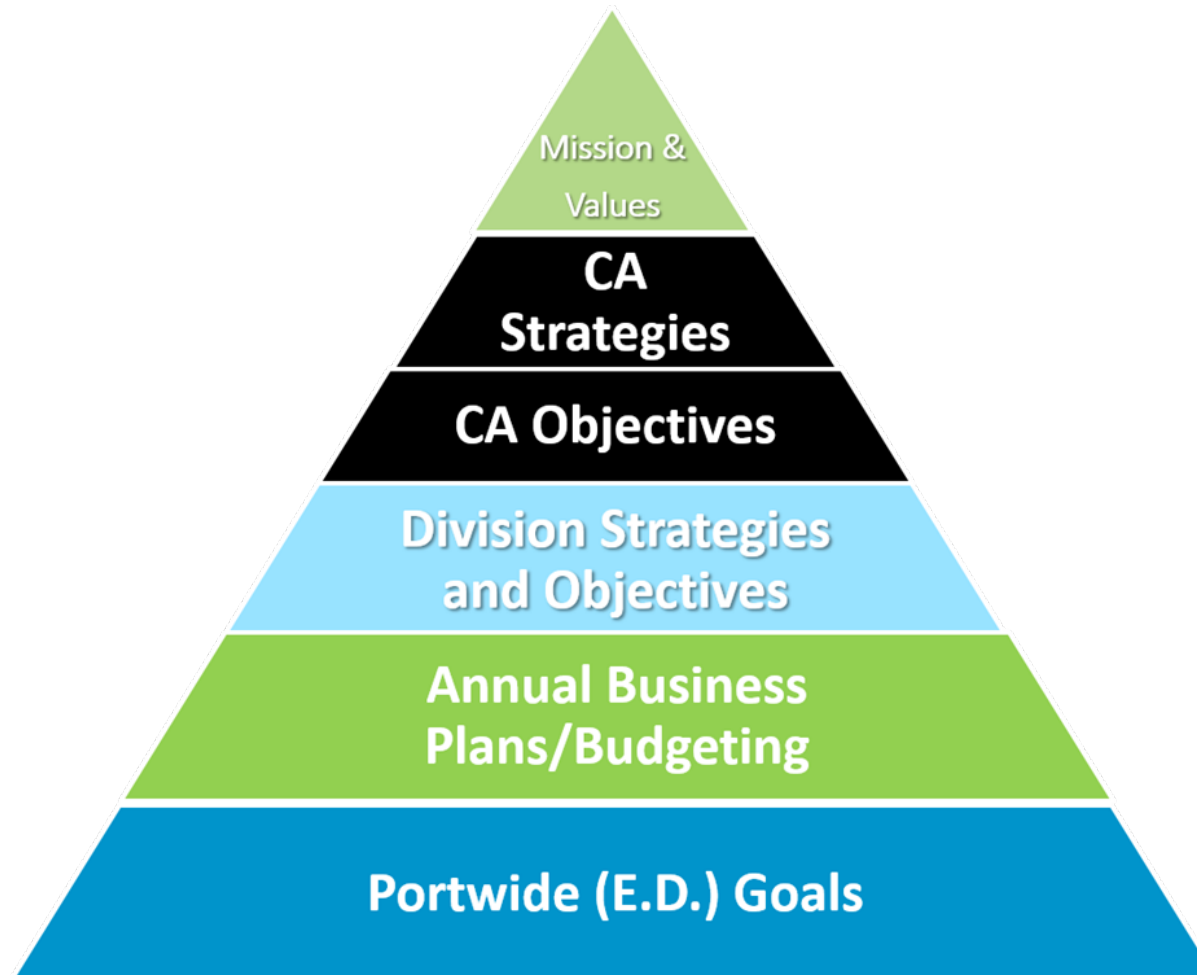 Mission &
Values
CA
Strategies
CA Objectives
Division Strategies
and Objectives
Annual Business
Plans/Budgeting
Portwide (E.D.) Goals